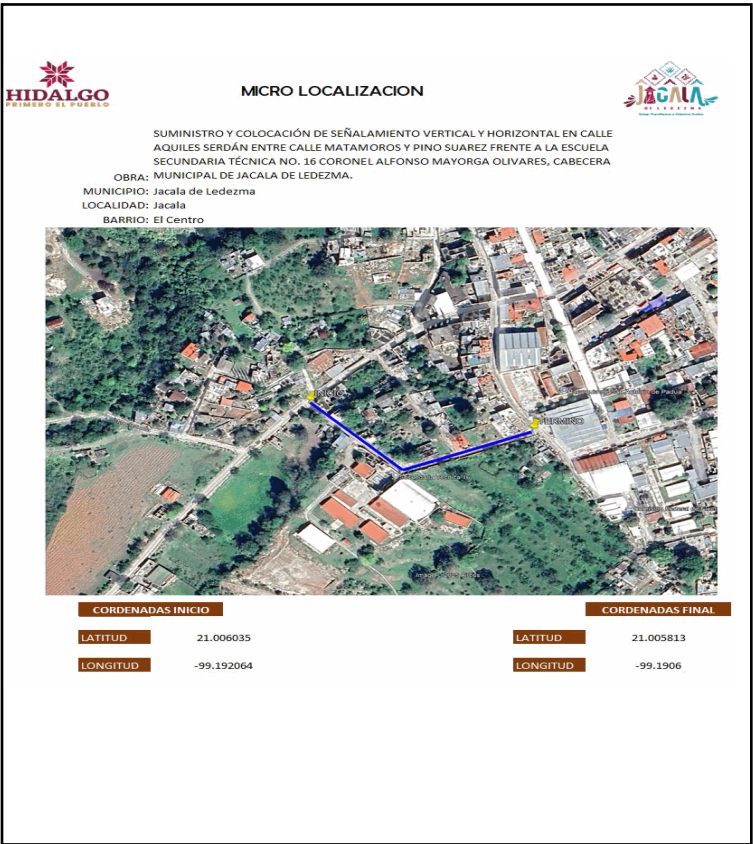 HIDALGO
PRIMERO EL PUEBLO
MICRO LOCALIZACION
JACALA
DE LEDEZMA
SUMINISTRO Y COLOCACIÓN DE SEÑALAMIENTO VERTICAL Y HORIZONTAL EN CALLE
AQUILES SERDÁN ENTRE CALLE MATAMOROS Y PINO SUAREZ FRENTE A LA ESCUELA
SECUNDARIA TÉCNICA NO. 16 CORONEL ALFONSO MAYORGA OLIVARES, CABECERA
OBRA: MUNICIPAL DE JACALA DE LEDEZMA.
MUNICIPIO: Jacala de Ledezma
LOCALIDAD: Jacala
BARRIO: El Centro
INICIO
de Padua
TERMINO
CORDENADAS INICIO
CORDENADAS FINAL
LATITUD 21.006035
LATITUD 21.005813
LONGITUD -99.192064
LONGITUD -99.1906